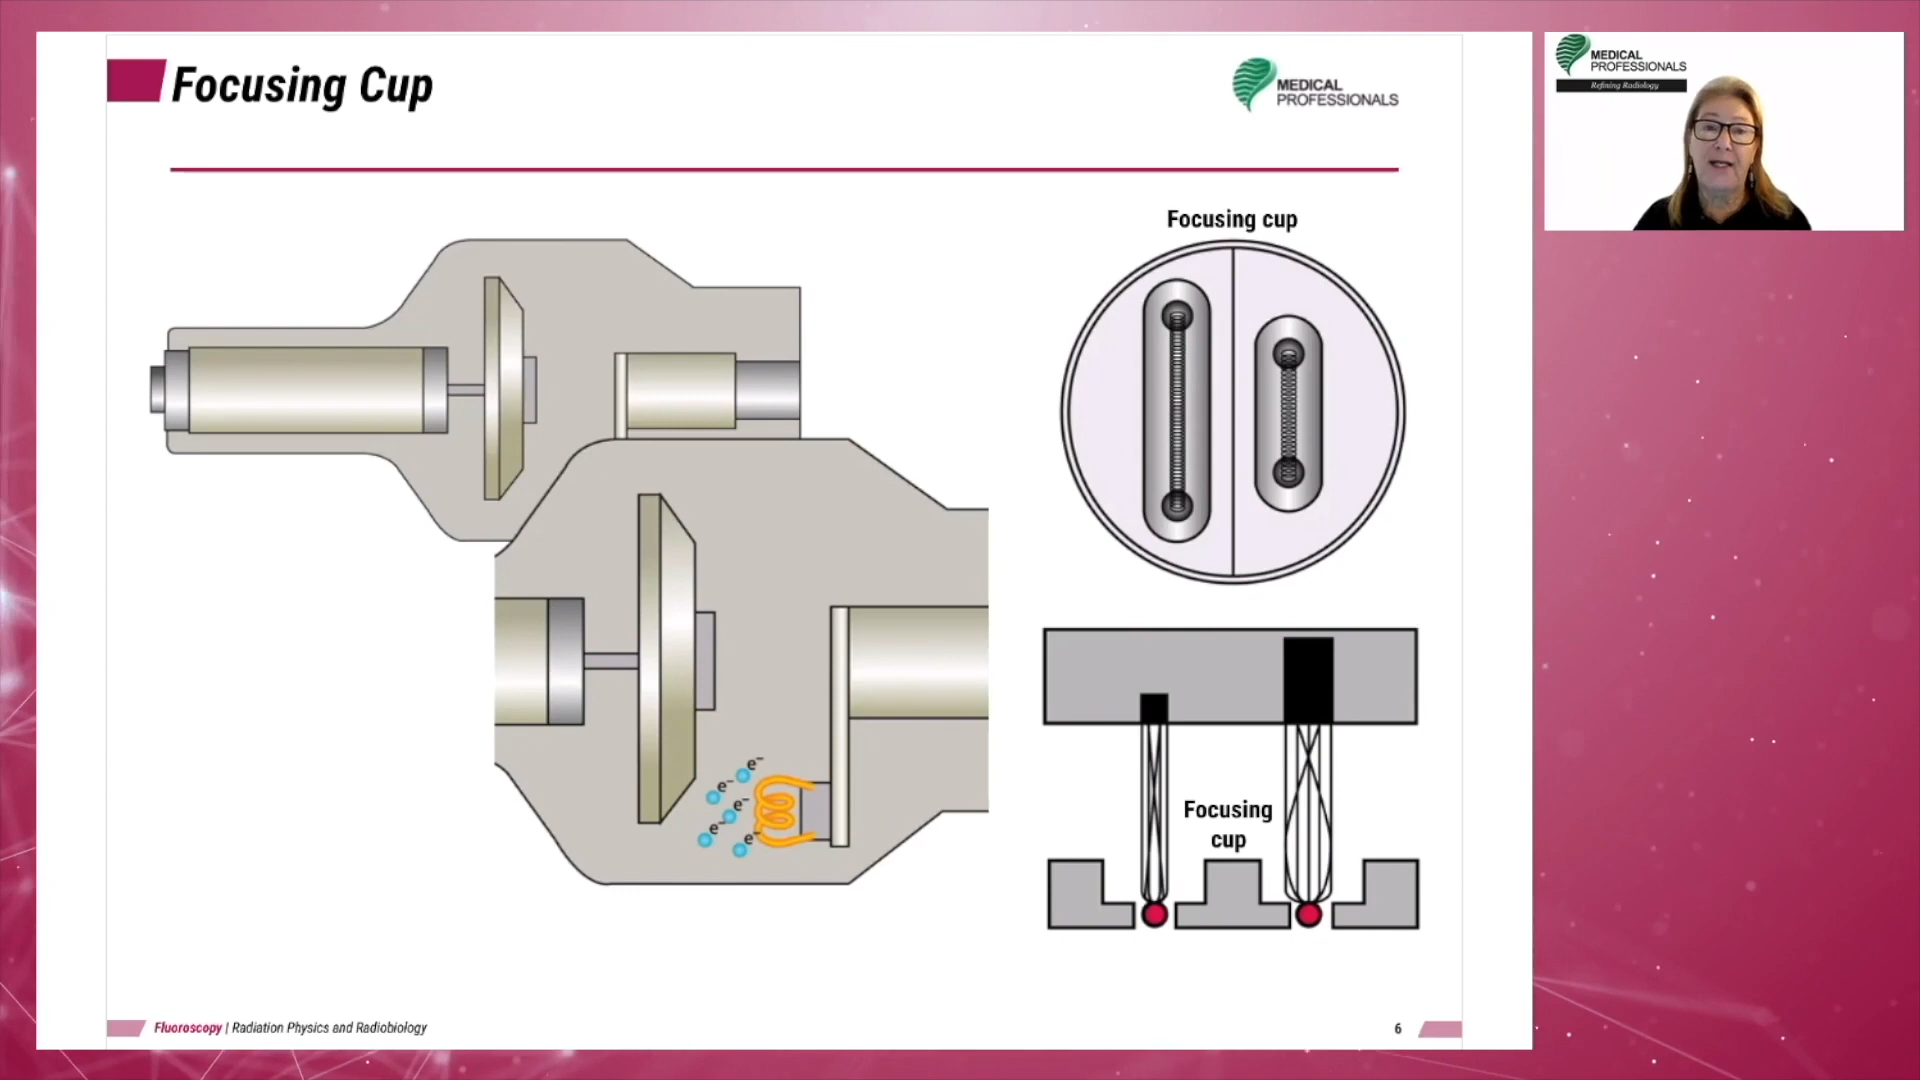 Focusing Cup
MEDICAL
PROFESSIONALS
MEDICAL
PROFESSIONALS
Refining Radiology
Focusing cup
e⁻
e⁻
e⁻
e⁻
e⁻
Focusing
cup
Fluoroscopy | Radiation Physics and Radiobiology
6